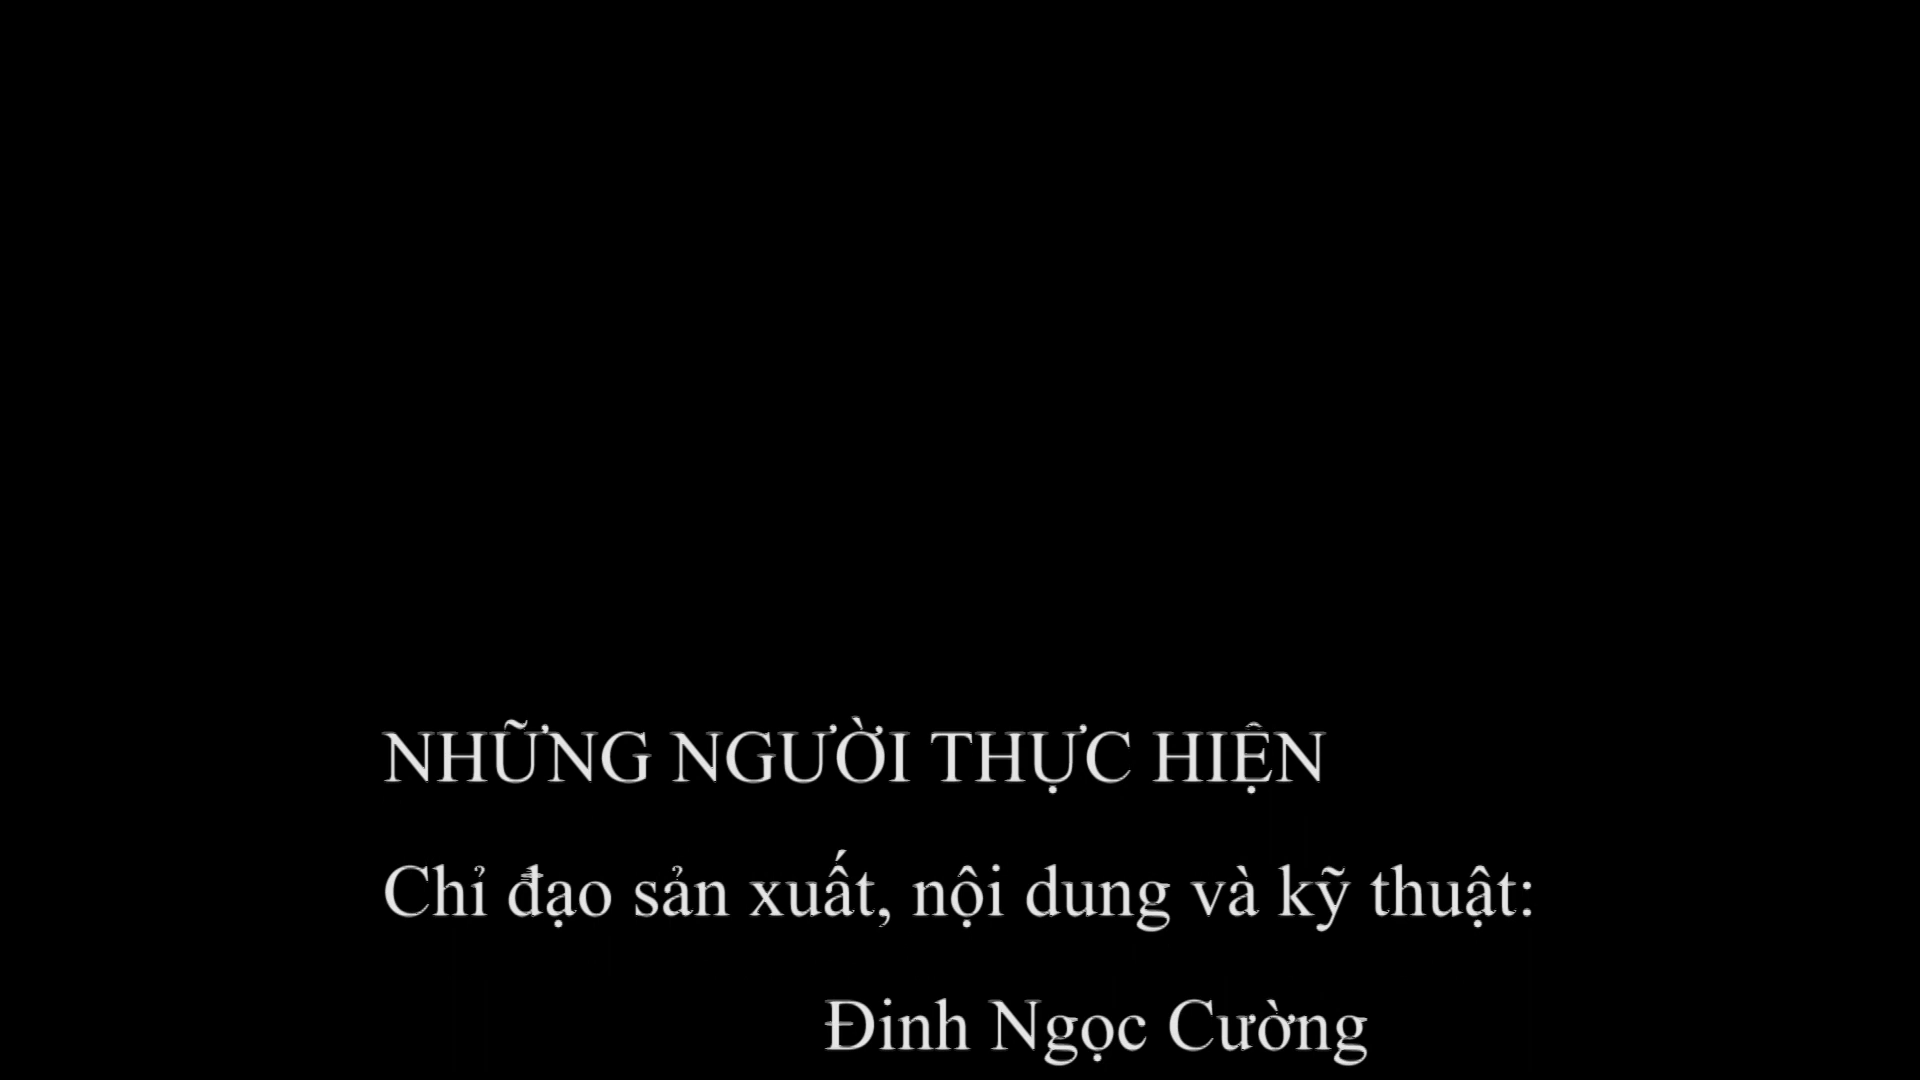 NHỮNG NGƯỜI THỰC HIỆN
Chỉ đạo sản xuất, nội dung và kỹ thuật:
Đinh Ngọc Cường